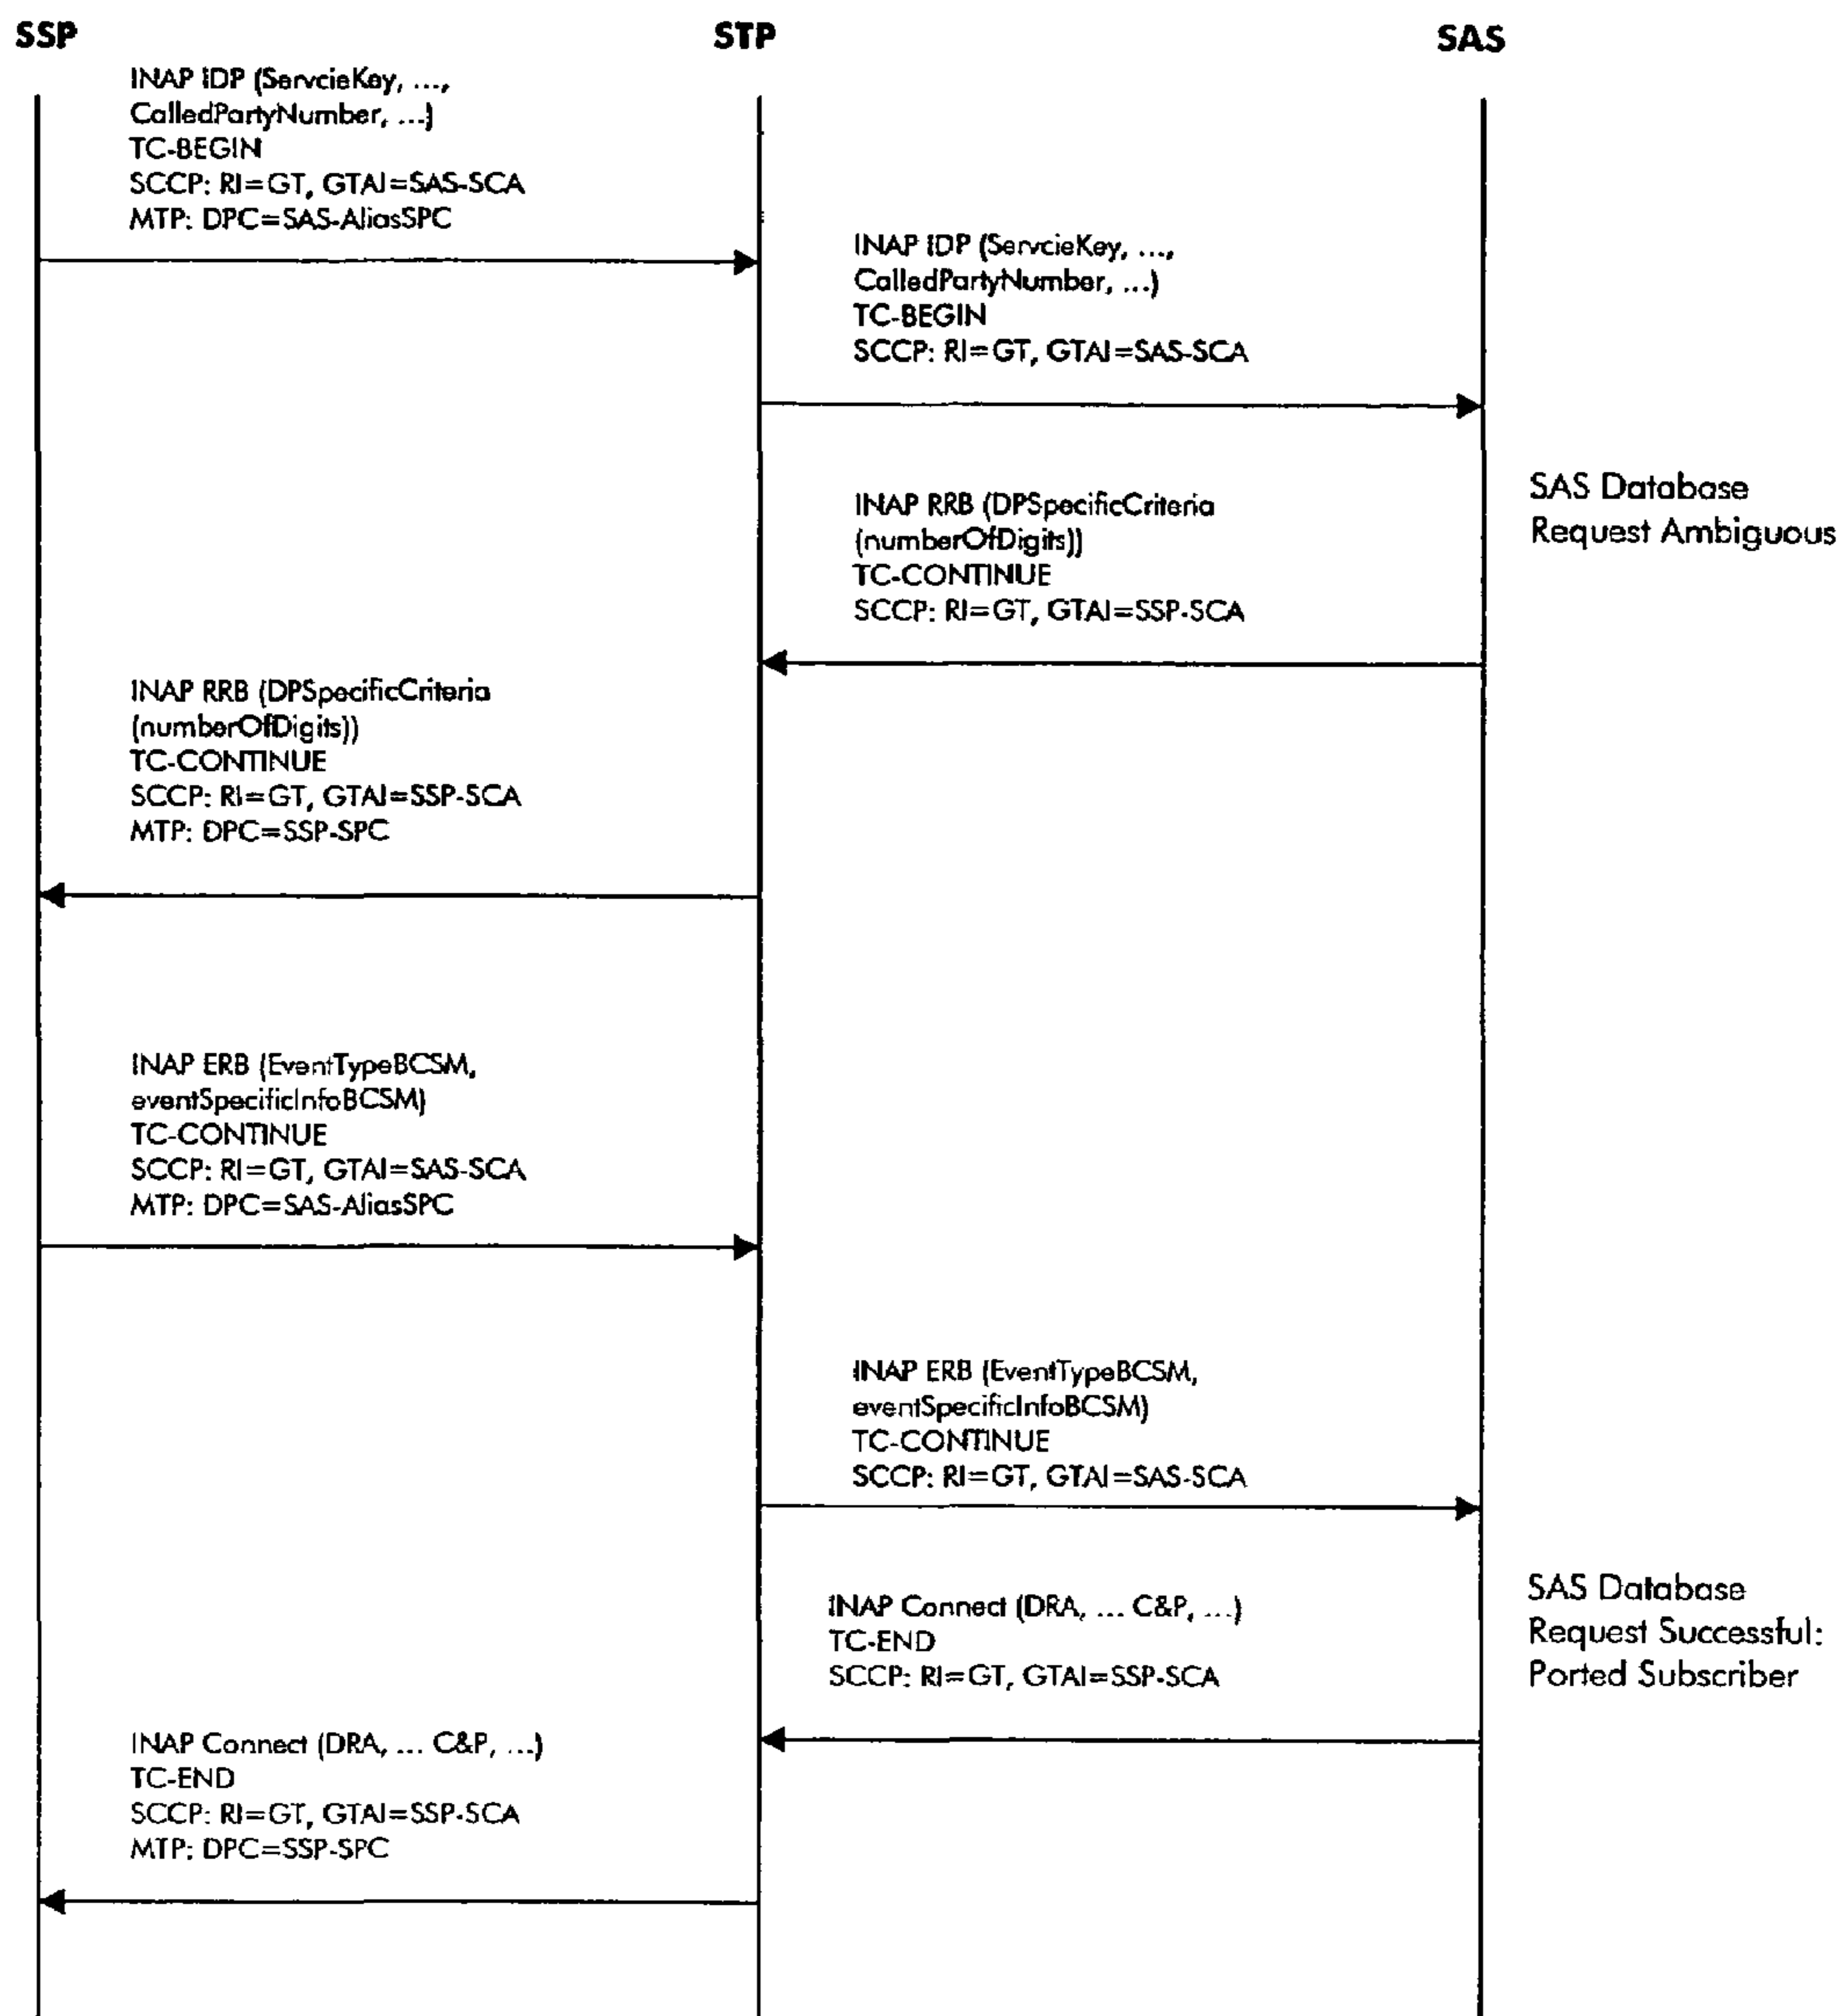 SSP
STP
SAS
INAP IDP (ServcieKey, ...,
CalledPartyNumber, ...)
TC-BEGIN
SCCP: RI=GT, GTAI=SAS-SCA
MTP: DPC=SAS-AliasSPC
INAP IDP (ServcieKey, ...,
CalledPartyNumber, ...)
TC-BEGIN
SCCP: RI=GT, GTAI=SAS-SCA
SAS Database
Request Ambiguous
INAP RRB (DPSpecificCriteria
(numberOfDigits))
TC-CONTINUE
SCCP: RI=GT, GTAI=SSP-SCA
INAP RRB (DPSpecificCriteria
(numberOfDigits))
TC-CONTINUE
SCCP: RI=GT, GTAI=SSP-SCA
MTP: DPC=SSP-SPC
INAP ERB (EventTypeBCSM,
eventSpecificInfoBCSM)
TC-CONTINUE
SCCP: RI=GT, GTAI=SAS-SCA
MTP: DPC=SAS-AliasSPC
INAP ERB (EventTypeBCSM,
eventSpecificInfoBCSM)
TC-CONTINUE
SCCP: RI=GT, GTAI=SAS-SCA
SAS Database
Request Successful:
Ported Subscriber
INAP Connect (DRA, ... C&P, ...)
TC-END
SCCP: RI=GT, GTAI=SSP-SCA
INAP Connect (DRA, ... C&P, ...)
TC-END
SCCP: RI=GT, GTAI=SSP-SCA
MTP: DPC=SSP-SPC